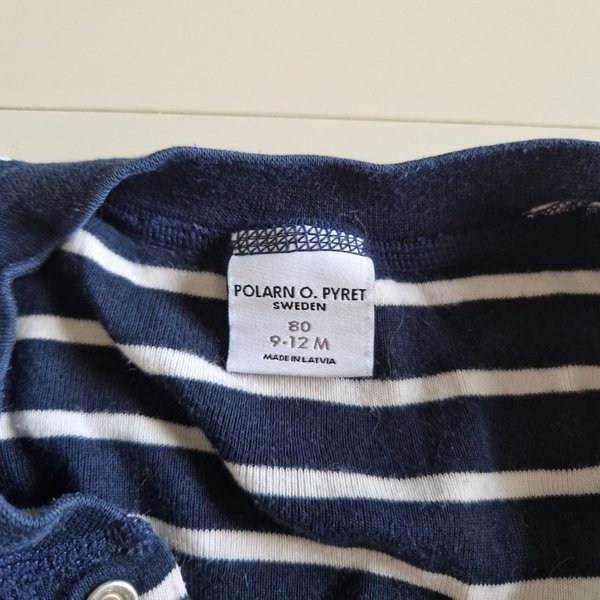 POLARN O. PYRET
SWEDEN
80
9-12 M
MADE IN LATVIA